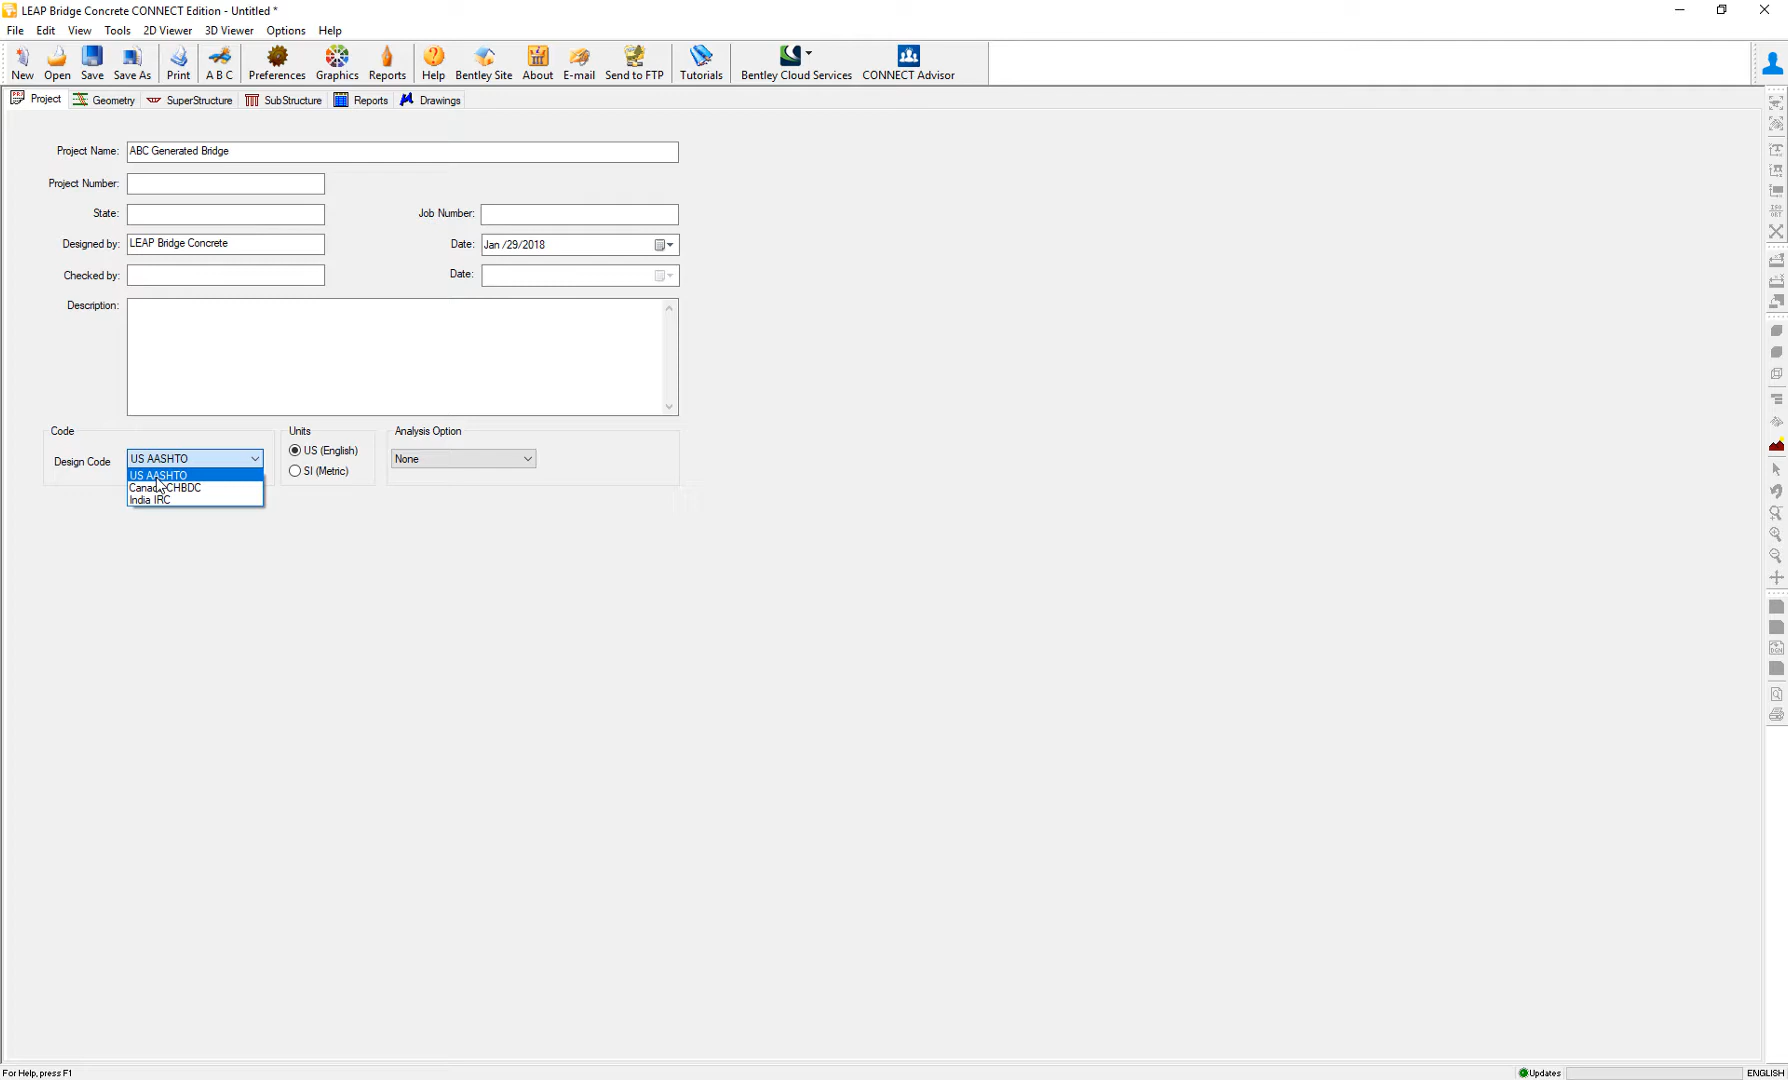 LEAP Bridge Concrete CONNECT Edition - Untitled *
File Edit View Tools 2D Viewer 3D Viewer Options Help
New Open Save Save As Print A B C Preferences Graphics Reports Help Bentley Site About E-mail Send to FTP Tutorials Bentley Cloud Services CONNECT Advisor
Project Geometry SuperStructure SubStructure Reports Drawings
Project Name: ABC Generated Bridge
Project Number:
State: Job Number:
Designed by: LEAP Bridge Concrete Date: Jan /29/2018
Checked by: Date:
Description:
Code Units Analysis Option
Design Code US AASHTO US (English) None
SI (Metric)
US AASHTO
Canada CHBDC
India IRC
For Help, press F1 Updates ENGLISH